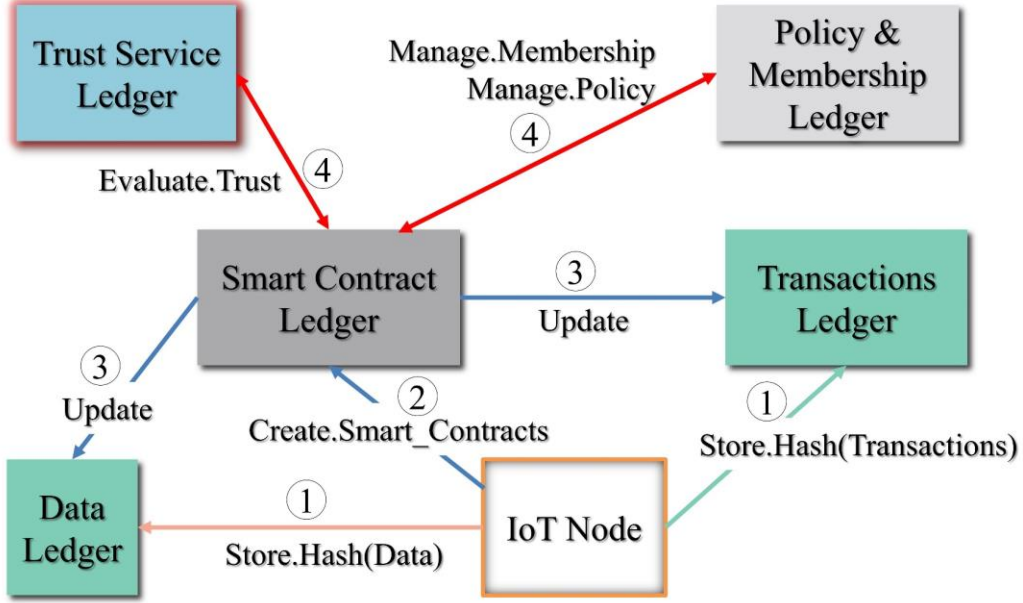 Trust Service
Ledger
Manage.Membership
Manage.Policy
4
Policy &
Membership
Ledger
4
Evaluate.Trust
Smart Contract
Ledger
3
Update
Transactions
Ledger
3
Update
2
Create.Smart_Contracts
1
Store.Hash(Transactions)
Data
Ledger
1
Store.Hash(Data)
IoT Node